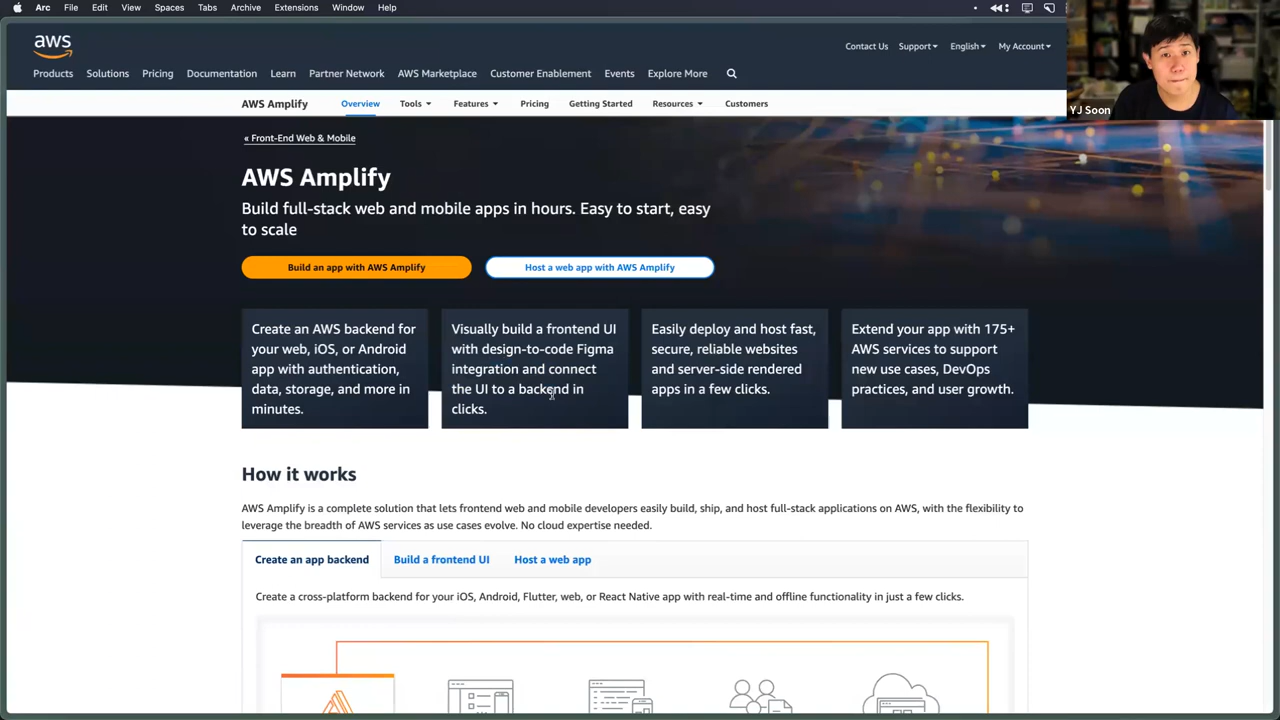 Arc File Edit View Spaces Tabs Archive Extensions Window Help
aws
Contact Us Support English My Account
Products Solutions Pricing Documentation Learn Partner Network AWS Marketplace Customer Enablement Events Explore More
YJ Soon
AWS Amplify Overview Tools Features Pricing Getting Started Resources Customers
« Front-End Web & Mobile
AWS Amplify
Build full-stack web and mobile apps in hours. Easy to start, easy
to scale
Build an app with AWS Amplify
Host a web app with AWS Amplify
Create an AWS backend for
your web, iOS, or Android
app with authentication,
data, storage, and more in
minutes.
Visually build a frontend UI
with design-to-code Figma
integration and connect
the UI to a backend in
clicks.
Easily deploy and host fast,
secure, reliable websites
and server-side rendered
apps in a few clicks.
Extend your app with 175+
AWS services to support
new use cases, DevOps
practices, and user growth.
How it works
AWS Amplify is a complete solution that lets frontend web and mobile developers easily build, ship, and host full-stack applications on AWS, with the flexibility to
leverage the breadth of AWS services as use cases evolve. No cloud expertise needed.
Create an app backend Build a frontend UI Host a web app
Create a cross-platform backend for your iOS, Android, Flutter, web, or React Native app with real-time and offline functionality in just a few clicks.